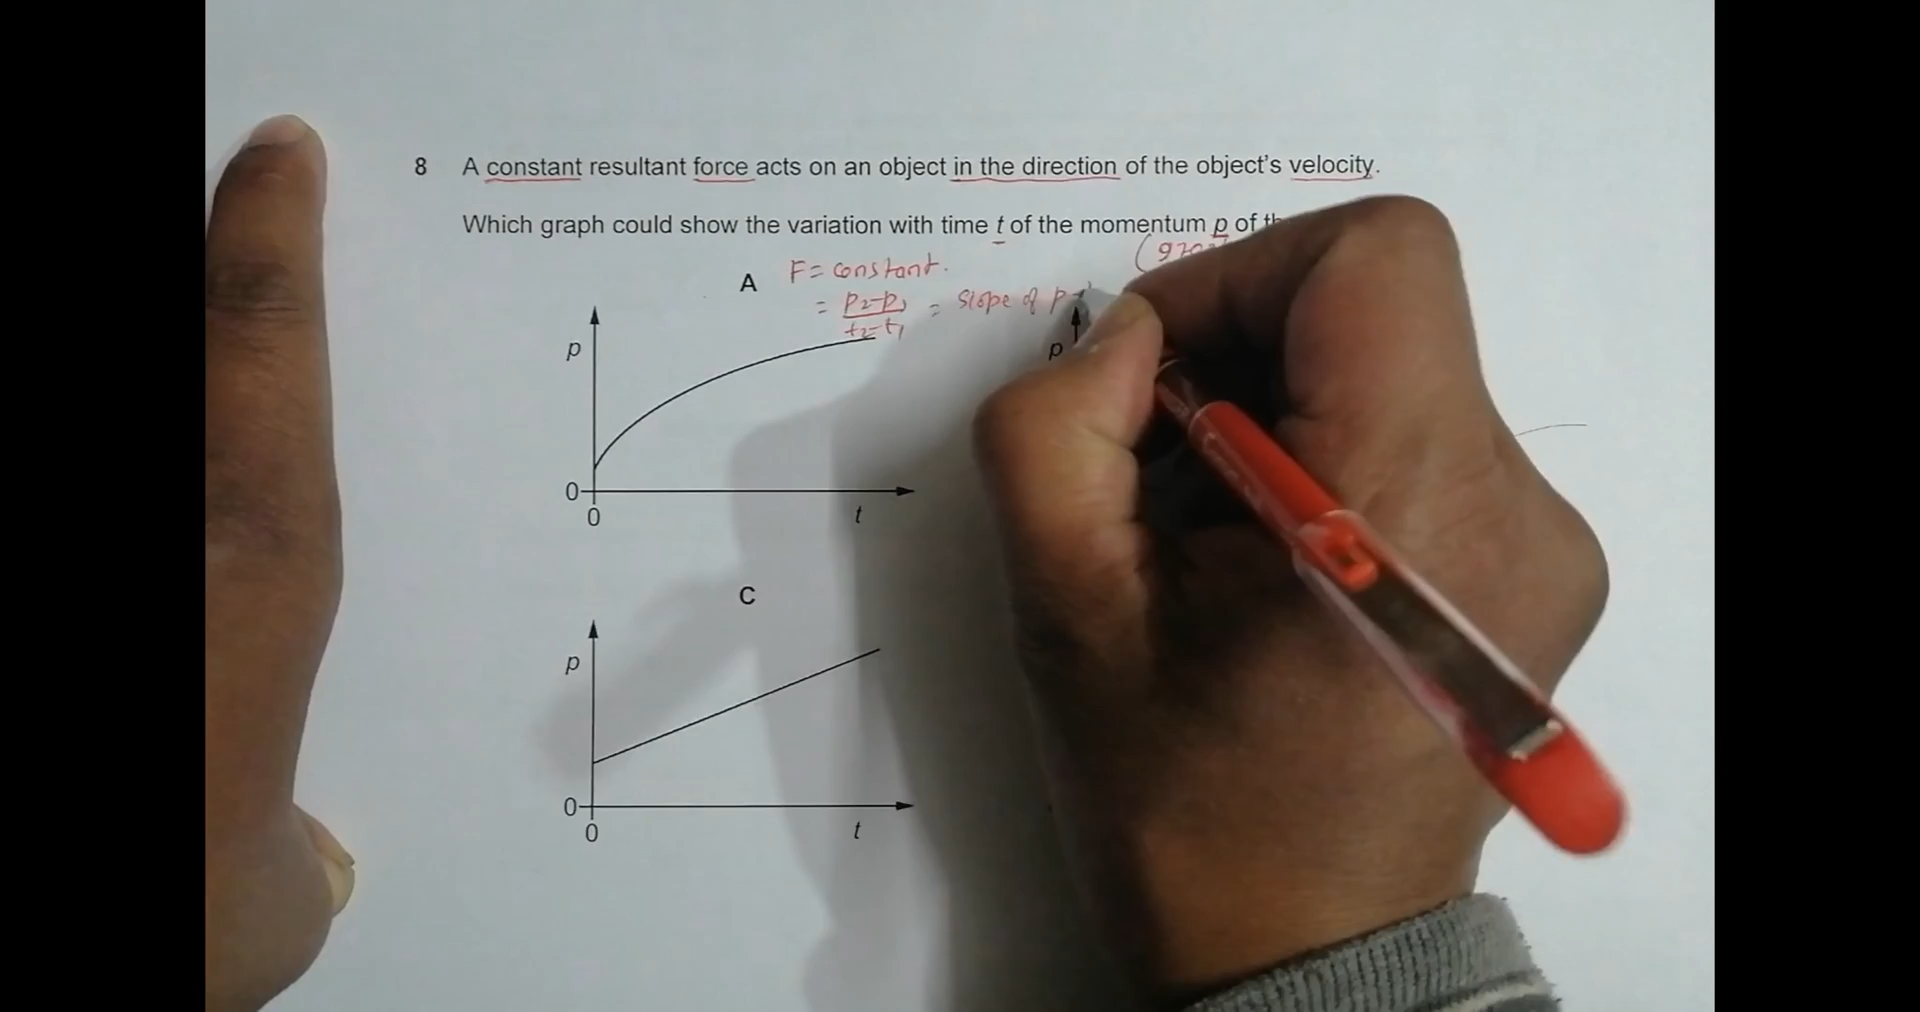 8 A constant resultant force acts on an object in the direction of the object's velocity.
Which graph could show the variation with time t of the momentum p of
A
F = constant.
= p2-p1 / t2-t1 = slope of p
p
0
0
t
p
C
p
0
0
t